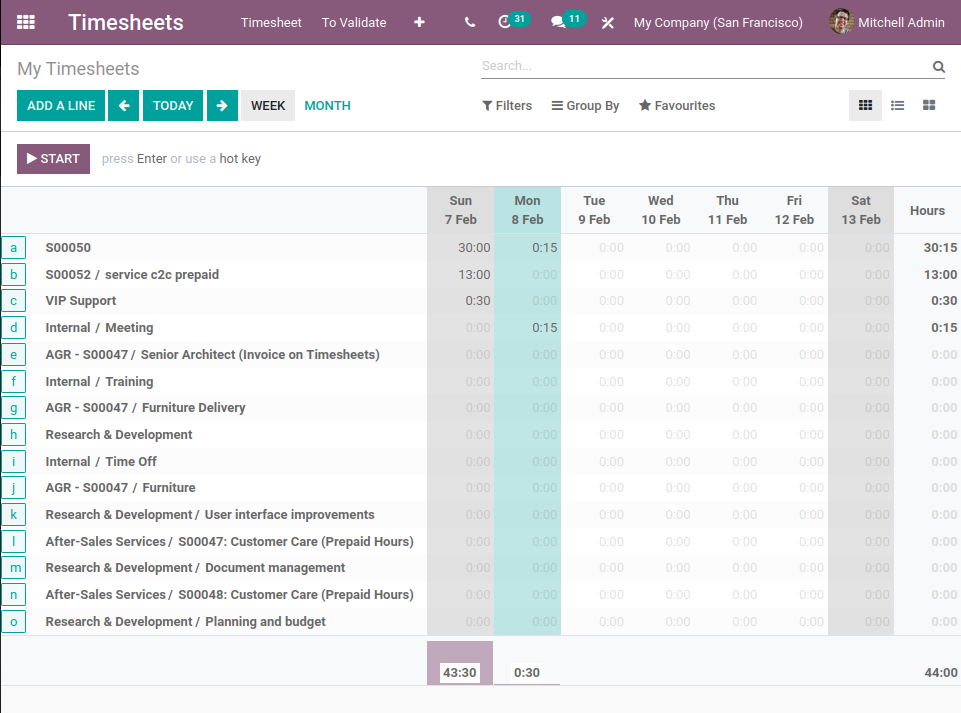 Timesheets Timesheet To Validate 31 11 My Company (San Francisco) Mitchell Admin
My Timesheets Search...
ADD A LINE TODAY WEEK MONTH Filters Group By Favourites
START press Enter or use a hot key
Sun Mon Tue Wed Thu Fri Sat Hours
7 Feb 8 Feb 9 Feb 10 Feb 11 Feb 12 Feb 13 Feb
a S00050 30:00 0:15 0:00 0:00 0:00 0:00 0:00 30:15
b S00052 / service c2c prepaid 13:00 0:00 0:00 0:00 0:00 0:00 0:00 13:00
c VIP Support 0:30 0:00 0:00 0:00 0:00 0:00 0:00 0:30
d Internal / Meeting 0:00 0:15 0:00 0:00 0:00 0:00 0:00 0:15
e AGR - S00047 / Senior Architect (Invoice on Timesheets) 0:00 0:00 0:00 0:00 0:00 0:00 0:00 0:00
f Internal / Training 0:00 0:00 0:00 0:00 0:00 0:00 0:00 0:00
g AGR - S00047 / Furniture Delivery 0:00 0:00 0:00 0:00 0:00 0:00 0:00 0:00
h Research & Development 0:00 0:00 0:00 0:00 0:00 0:00 0:00 0:00
i Internal / Time Off 0:00 0:00 0:00 0:00 0:00 0:00 0:00 0:00
j AGR - S00047 / Furniture 0:00 0:00 0:00 0:00 0:00 0:00 0:00 0:00
k Research & Development / User interface improvements 0:00 0:00 0:00 0:00 0:00 0:00 0:00 0:00
l After-Sales Services / S00047: Customer Care (Prepaid Hours) 0:00 0:00 0:00 0:00 0:00 0:00 0:00 0:00
m Research & Development / Document management 0:00 0:00 0:00 0:00 0:00 0:00 0:00 0:00
n After-Sales Services / S00048: Customer Care (Prepaid Hours) 0:00 0:00 0:00 0:00 0:00 0:00 0:00 0:00
o Research & Development / Planning and budget 0:00 0:00 0:00 0:00 0:00 0:00 0:00 0:00
43:30 0:30 44:00